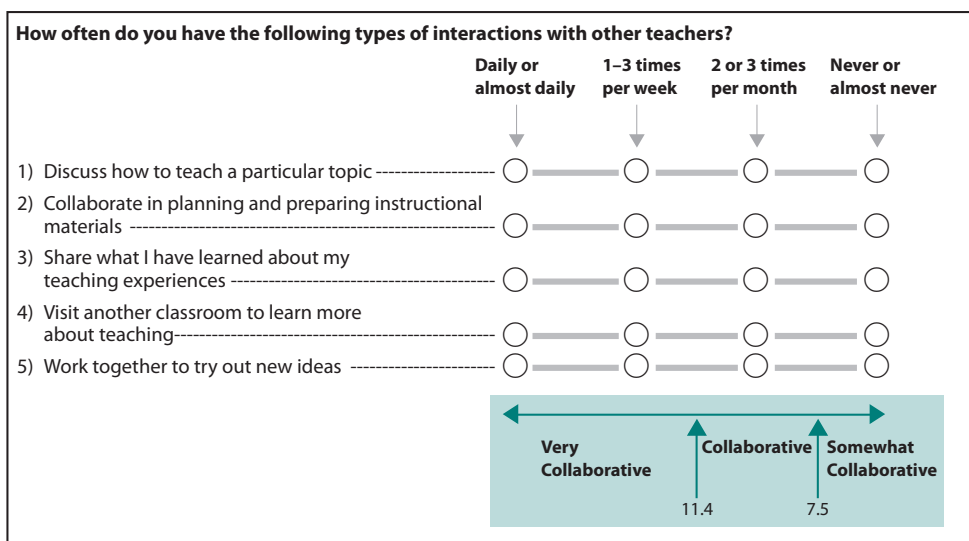 How often do you have the following types of interactions with other teachers?
Daily or almost daily
1–3 times per week
2 or 3 times per month
Never or almost never
1) Discuss how to teach a particular topic
2) Collaborate in planning and preparing instructional
materials
3) Share what I have learned about my
teaching experiences
4) Visit another classroom to learn more
about teaching
5) Work together to try out new ideas
Very
Collaborative
Collaborative
Somewhat
Collaborative
11.4
7.5